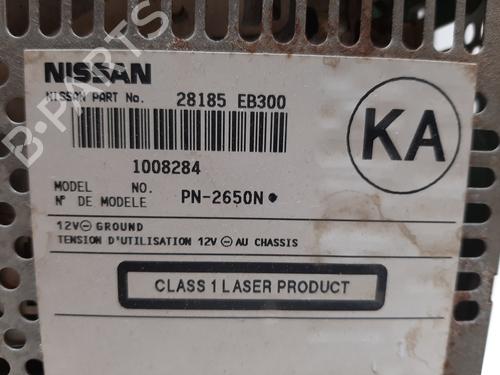 NISSAN
NISSAN PART No. 28185 EB300
KA
1008284
MODEL NO.
N° DE MODELE PN-2650N
12V⊖ GROUND
TENSION D'UTILISATION 12V ⊖ AU CHASSIS
CLASS 1 LASER PRODUCT
B-PARTS